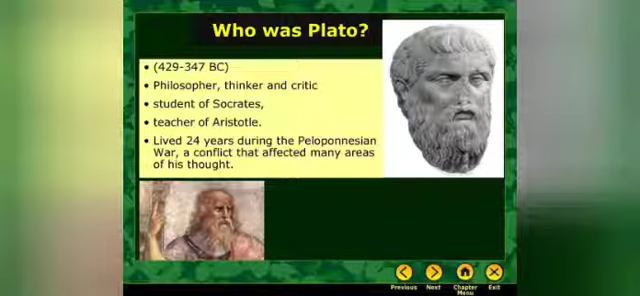 Who was Plato?
• (429-347 BC)
• Philosopher, thinker and critic
• student of Socrates,
• teacher of Aristotle.
• Lived 24 years during the Peloponnesian
War, a conflict that affected many areas
of his thought.
Previous
Next
Chapter
Menu
Exit